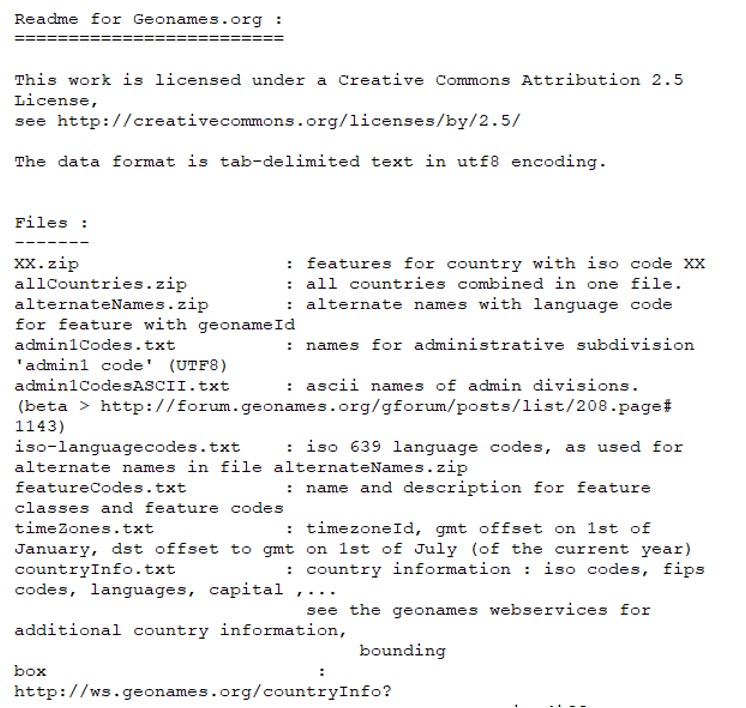 Readme for Geonames.org :
=========================
This work is licensed under a Creative Commons Attribution 2.5
License,
see http://creativecommons.org/licenses/by/2.5/
The data format is tab-delimited text in utf8 encoding.
Files :
-------
XX.zip : features for country with iso code XX
allCountries.zip : all countries combined in one file.
alternateNames.zip : alternate names with language code
for feature with geonameId
admin1Codes.txt : names for administrative subdivision
'admin1 code' (UTF8)
admin1CodesASCII.txt : ascii names of admin divisions.
(beta > http://forum.geonames.org/gforum/posts/list/208.page#
1143)
iso-languagecodes.txt : iso 639 language codes, as used for
alternate names in file alternateNames.zip
featureCodes.txt : name and description for feature
classes and feature codes
timeZones.txt : timezoneId, gmt offset on 1st of
January, dst offset to gmt on 1st of July (of the current year)
countryInfo.txt : country information : iso codes, fips
codes, languages, capital ,...
see the geonames webservices for
additional country information,
bounding
box :
http://ws.geonames.org/countryInfo?